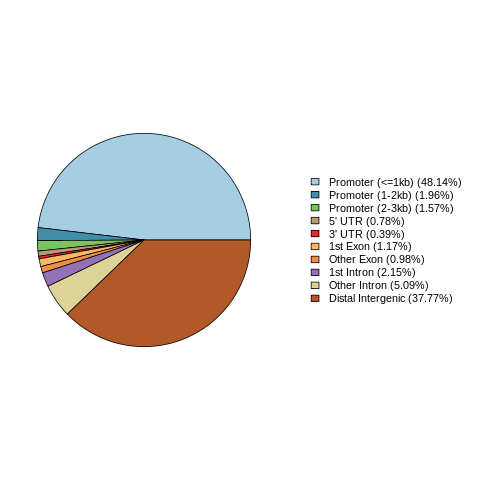 Promoter (<=1kb) (48.14%)
Promoter (1-2kb) (1.96%)
Promoter (2-3kb) (1.57%)
5' UTR (0.78%)
3' UTR (0.39%)
1st Exon (1.17%)
Other Exon (0.98%)
1st Intron (2.15%)
Other Intron (5.09%)
Distal Intergenic (37.77%)